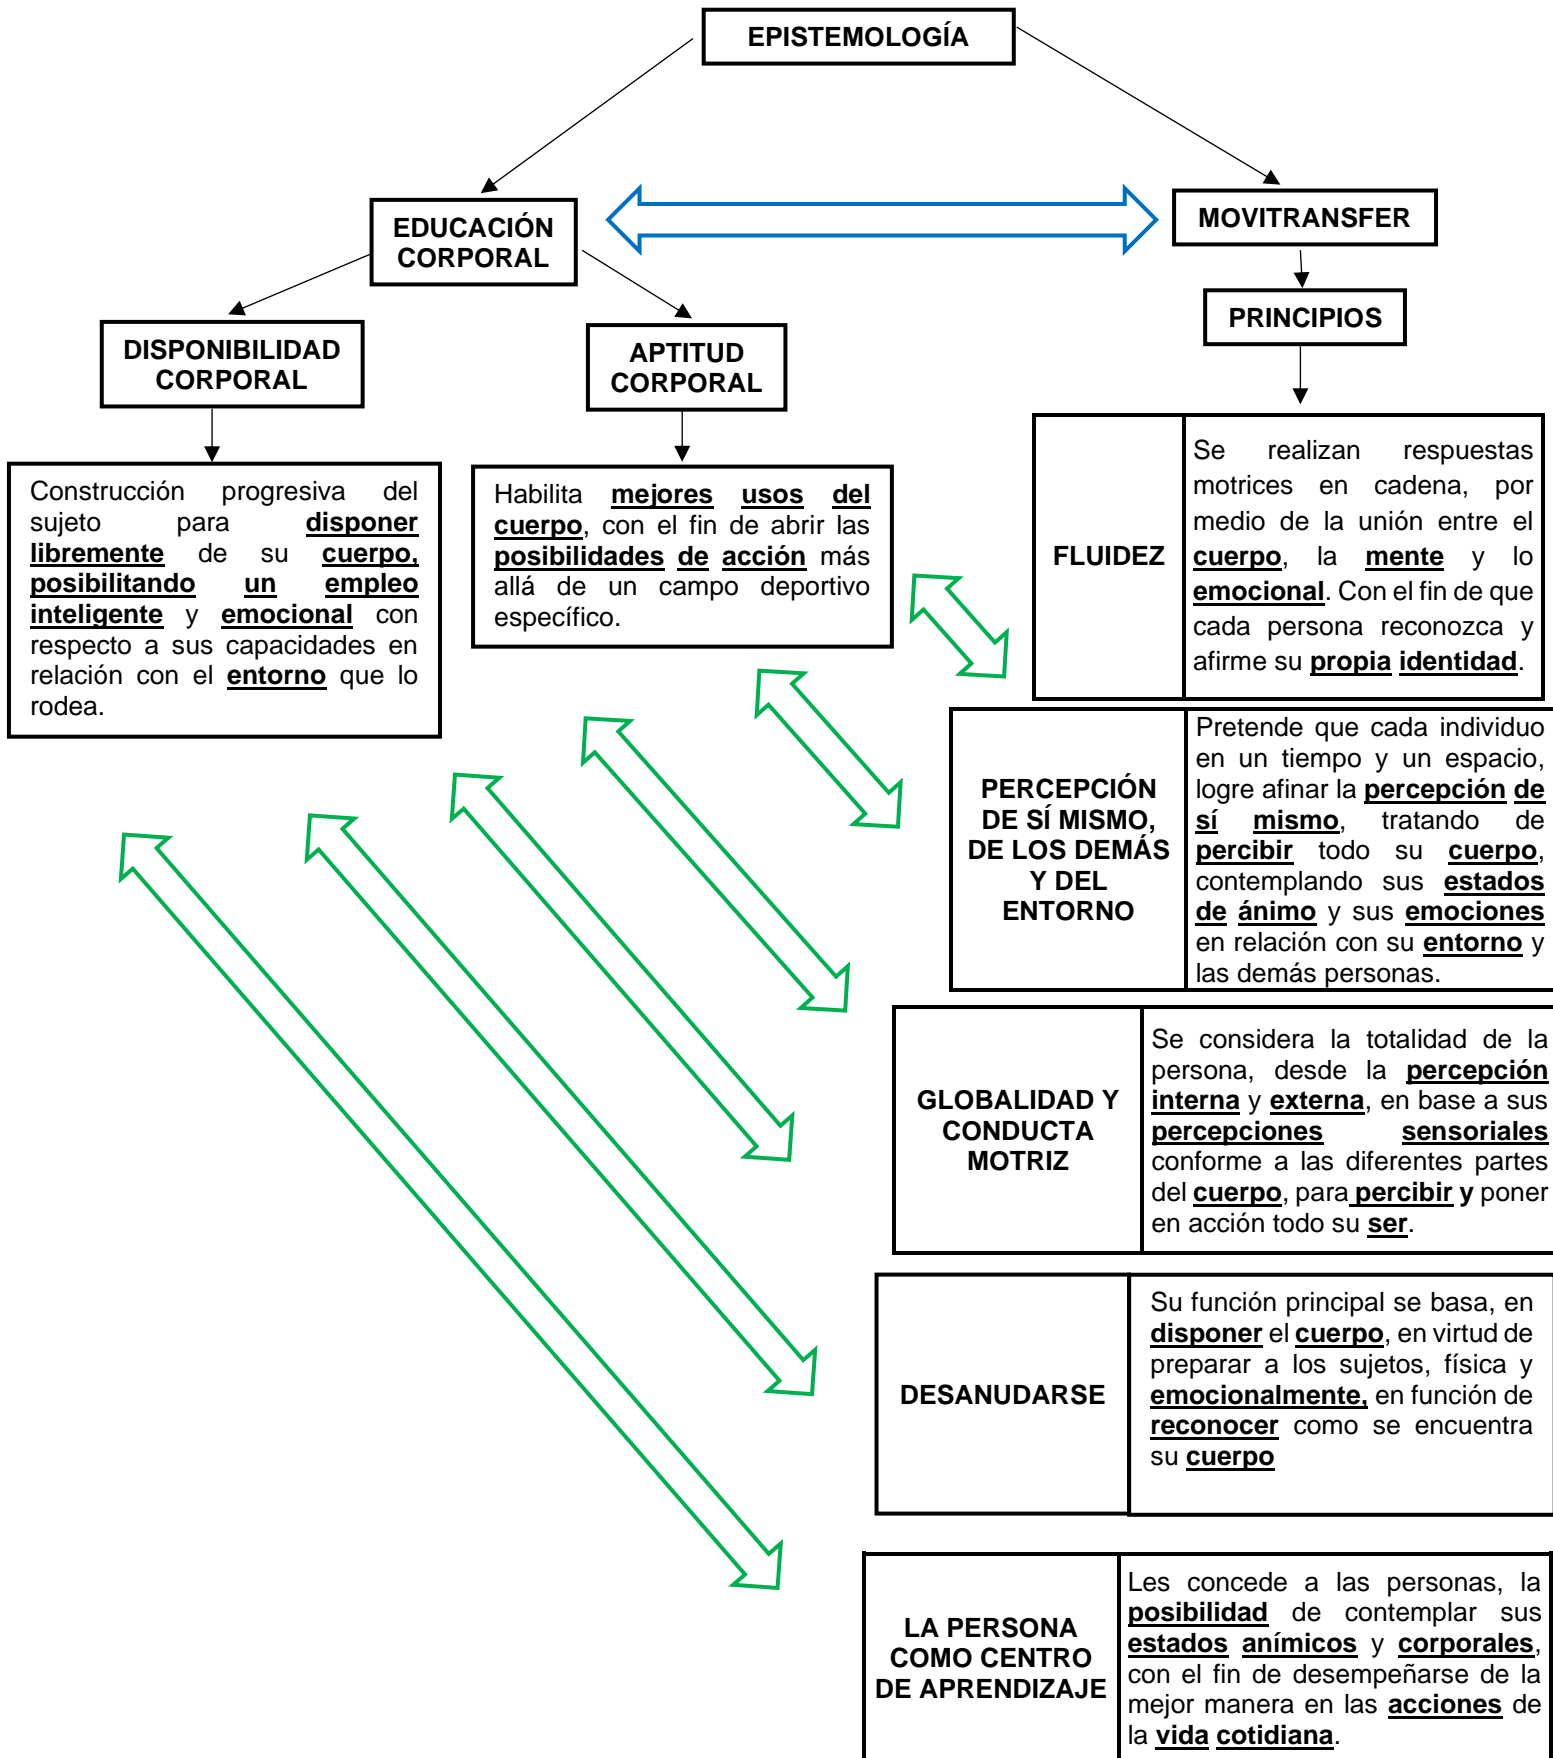 EPISTEMOLOGÍA
EDUCACIÓN
CORPORAL
MOVITRANSFER
DISPONIBILIDAD
CORPORAL
APTITUD
CORPORAL
PRINCIPIOS
Construcción progresiva del
sujeto para disponer
libremente de su cuerpo,
posibilitando un empleo
inteligente y emocional con
respecto a sus capacidades en
relación con el entorno que lo
rodea.
Habilita mejores usos del
cuerpo, con el fin de abrir las
posibilidades de acción más
allá de un campo deportivo
específico.
FLUIDEZ
Se realizan respuestas
motrices en cadena, por
medio de la unión entre el
cuerpo, la mente y lo
emocional. Con el fin de que
cada persona reconozca y
afirme su propia identidad.
PERCEPCIÓN
DE SÍ MISMO,
DE LOS DEMÁS
Y DEL
ENTORNO
Pretende que cada individuo
en un tiempo y un espacio,
logre afinar la percepción de
sí mismo, tratando de
percibir todo su cuerpo,
contemplando sus estados
de ánimo y sus emociones
en relación con su entorno y
las demás personas.
GLOBALIDAD Y
CONDUCTA
MOTRIZ
Se considera la totalidad de la
persona, desde la percepción
interna y externa, en base a sus
percepciones sensoriales
conforme a las diferentes partes
del cuerpo, para percibir y poner
en acción todo su ser.
DESANUDARSE
Su función principal se basa, en
disponer el cuerpo, en virtud de
preparar a los sujetos, física y
emocionalmente, en función de
reconocer como se encuentra
su cuerpo
LA PERSONA
COMO CENTRO
DE APRENDIZAJE
Les concede a las personas, la
posibilidad de contemplar sus
estados anímicos y corporales,
con el fin de desempeñarse de la
mejor manera en las acciones de
la vida cotidiana.